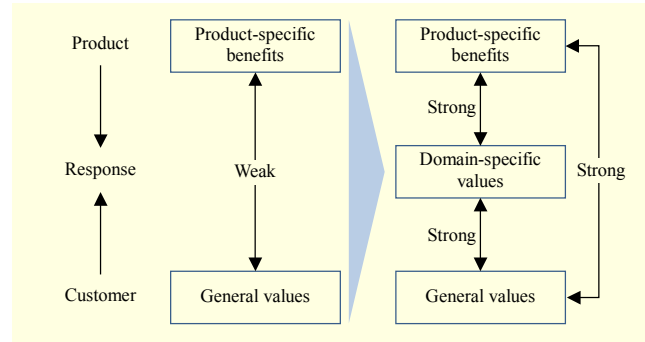 Product
Response
Customer
Product-specific
benefits
Weak
General values
Product-specific
benefits
Strong
Domain-specific
values
Strong
General values
Strong